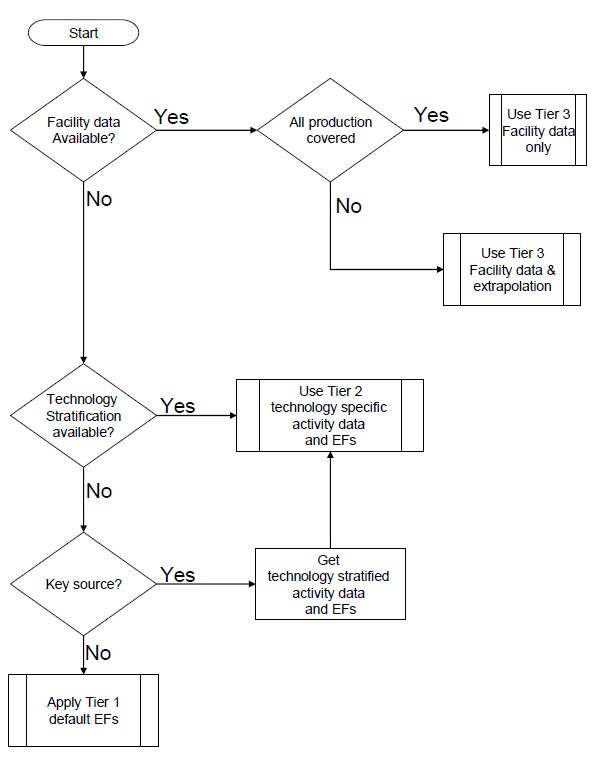 Start
Facility data
Available?
Yes
All production
covered
Yes
Use Tier 3
Facility data
only
No
No
Use Tier 3
Facility data &
extrapolation
Technology
Stratification
available?
Yes
Use Tier 2
technology specific
activity data
and EFs
No
Key source?
Yes
Get
technology stratified
activity data
and EFs
No
Apply Tier 1
default EFs